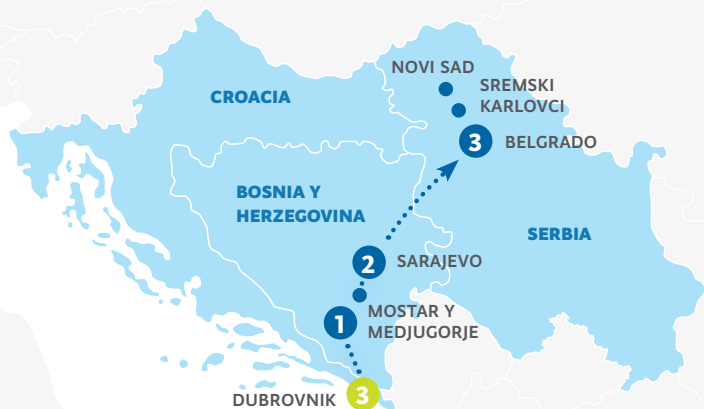 NOVI SAD
SREMSKI
KARLOVCI
CROACIA
3
BELGRADO
BOSNIA Y
HERZEGOVINA
SERBIA
2
SARAJEVO
1
MOSTAR Y
MEDJUGORJE
DUBROVNIK
3